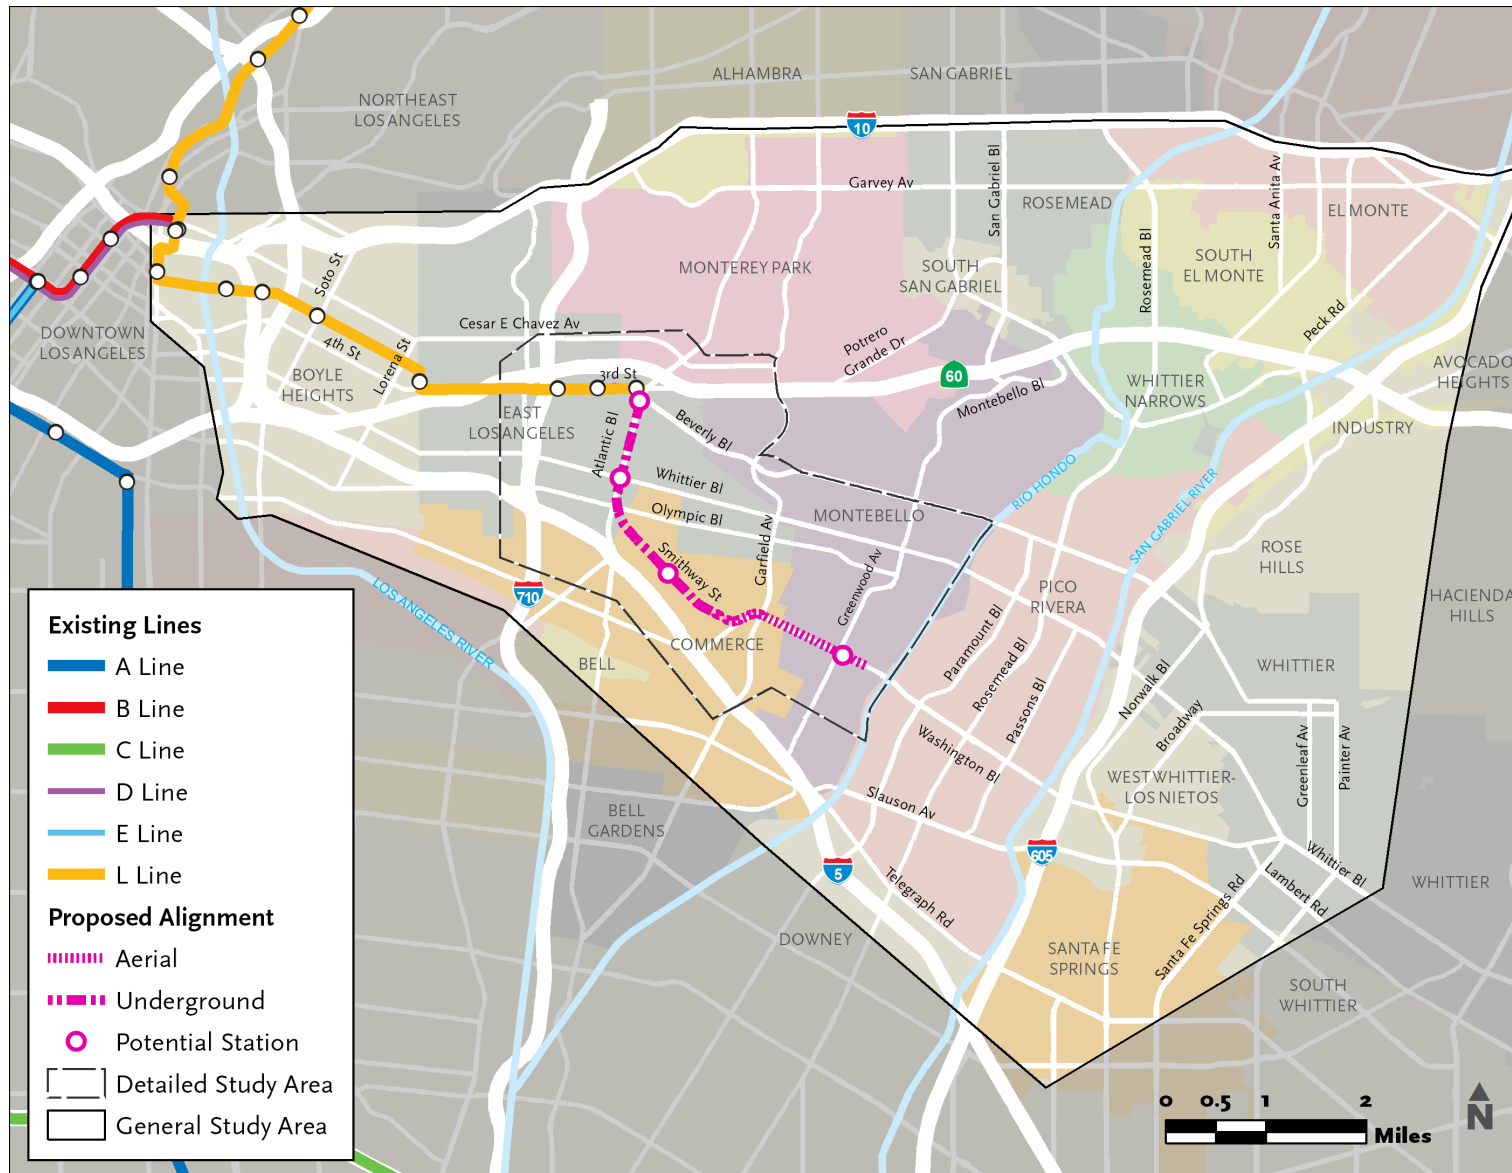 ALHAMBRA
SAN GABRIEL
NORTHEAST
LOS ANGELES
10
Garvey Av
San Gabriel Bl
ROSEMEAD
Santa Anita Av
EL MONTE
Rosemead Bl
SOUTH
EL MONTE
MONTEREY PARK
SOUTH
SAN GABRIEL
Soto St
Peck Rd
DOWNTOWN
LOS ANGELES
4th St
Lorena St
Cesar E Chavez Av
Potrero
Grande Dr
AVOCADO
HEIGHTS
BOYLE
HEIGHTS
3rd St
60
Montebello Bl
WHITTIER
NARROWS
INDUSTRY
EAST
LOS ANGELES
Atlantic Bl
Beverly Bl
Whittier Bl
Olympic Bl
MONTEBELLO
RIO HONDO
SAN GABRIEL RIVER
Garfield Av
Smithway St
Greenwood Av
ROSE
HILLS
PICO
RIVERA
HACIENDA
HILLS
710
LOS ANGELES RIVER
COMMERCE
BELL
Paramount Bl
Rosemead Bl
Passons Bl
Norwalk Bl
Broadway
WHITTIER
Greenleaf Av
Painter Av
Washington Bl
WEST WHITTIER-
LOS NIETOS
Slauson Av
BELL
GARDENS
605
5
Whittier Bl
Lambert Rd
WHITTIER
Telegraph Rd
Santa Fe Springs Rd
DOWNEY
SANTA FE
SPRINGS
SOUTH
WHITTIER
Existing Lines
A Line
B Line
C Line
D Line
E Line
L Line
Proposed Alignment
Aerial
Underground
Potential Station
Detailed Study Area
General Study Area
0 0.5 1 2
Miles
N